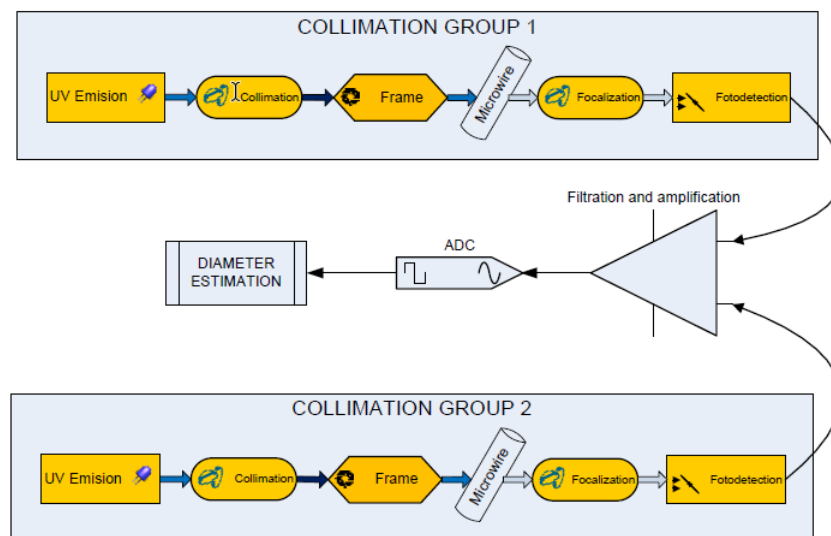 COLLIMATION GROUP 1
UV Emision
Collimation
Frame
Microwire
Focalization
Fotodetection
Filtration and amplification
ADC
DIAMETER
ESTIMATION
COLLIMATION GROUP 2
UV Emision
Collimation
Frame
Microwire
Focalization
Fotodetection